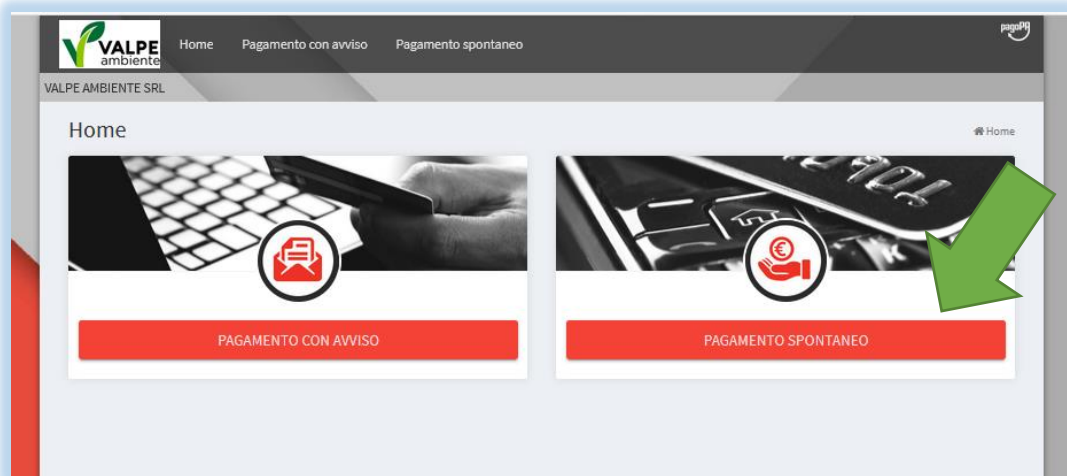 VALPE
ambiente
Home Pagamento con avviso Pagamento spontaneo
pagoPA
VALPE AMBIENTE SRL
Home
Home
PAGAMENTO CON AVVISO
PAGAMENTO SPONTANEO